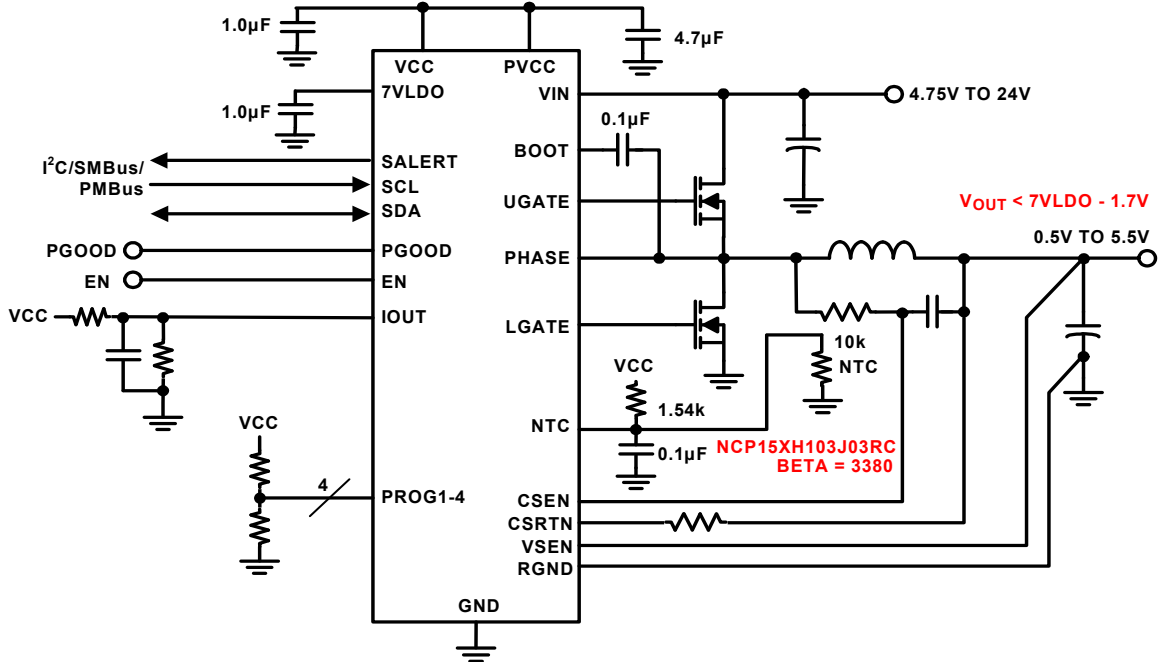 1.0µF
4.7µF
VCC
PVCC
7VLDO
VIN
4.75V TO 24V
1.0µF
0.1µF
BOOT
I²C/SMBus/
PMBus
SALERT
SCL
SDA
UGATE
V_OUT < 7VLDO - 1.7V
0.5V TO 5.5V
PGOOD
PGOOD
PHASE
EN
EN
VCC
IOUT
LGATE
10k
NTC
VCC
1.54k
NTC
0.1µF
NCP15XH103J03RC
BETA = 3380
VCC
4
PROG1-4
CSEN
CSRTN
VSEN
RGND
GND